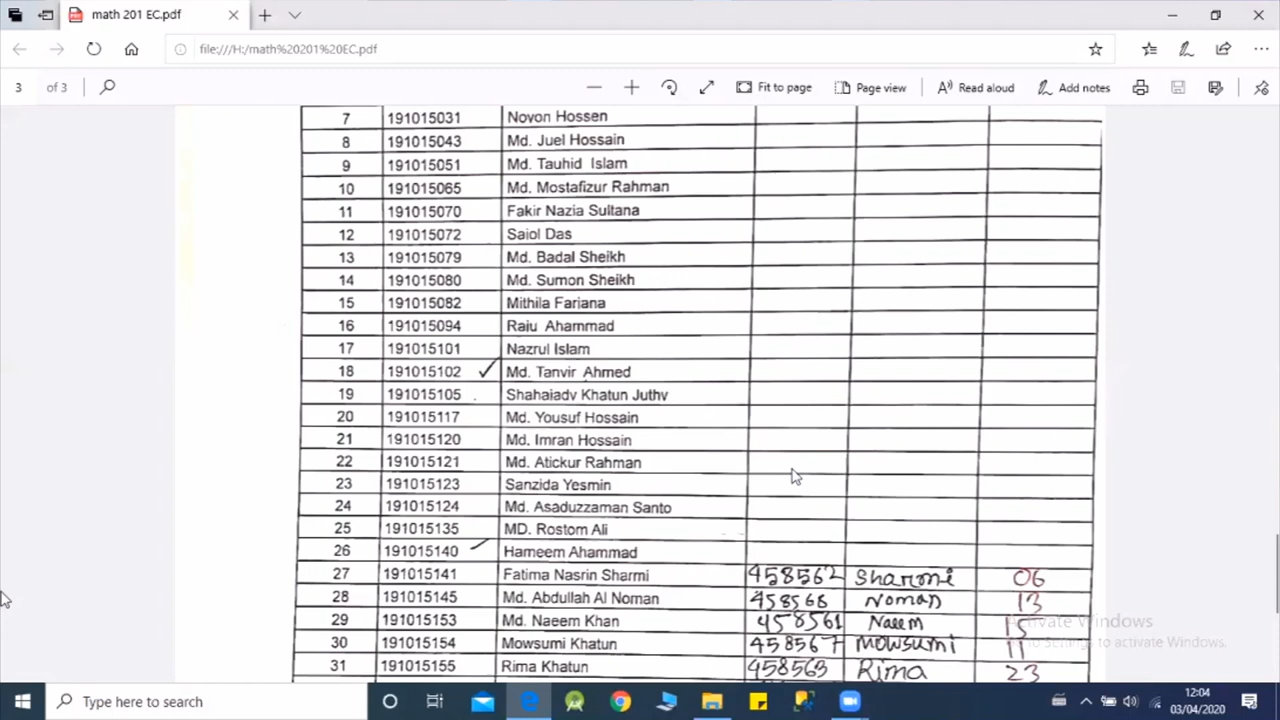 math 201 EC.pdf
file:///H:/math%20201%20EC.pdf
3 of 3 Fit to page Page view Read aloud Add notes
7 191015031 Novon Hossen
8 191015043 Md. Juel Hossain
9 191015051 Md. Tauhid Islam
10 191015065 Md. Mostafizur Rahman
11 191015070 Fakir Nazia Sultana
12 191015072 Saiol Das
13 191015079 Md. Badal Sheikh
14 191015080 Md. Sumon Sheikh
15 191015082 Mithila Fariana
16 191015094 Raiu Ahammad
17 191015101 Nazrul Islam
18 191015102 ✓ Md. Tanvir Ahmed
19 191015105 Shahaiadv Khatun Juthv
20 191015117 Md. Yousuf Hossain
21 191015120 Md. Imran Hossain
22 191015121 Md. Atickur Rahman
23 191015123 Sanzida Yesmin
24 191015124 Md. Asaduzzaman Santo
25 191015135 MD. Rostom Ali
26 191015140 Hameem Ahammad
27 191015141 Fatima Nasrin Sharmi 458562 Sharmi 06
28 191015145 Md. Abdullah Al Noman 458568 Noman 13
29 191015153 Md. Naeem Khan 458561 Naeem 15
30 191015154 Mowsumi Khatun 458567 Mowsumi 11
31 191015155 Rima Khatun 458563 Rima 23
Activate Windows
Go to Settings to activate Windows.
Type here to search
12:04
03/04/2020